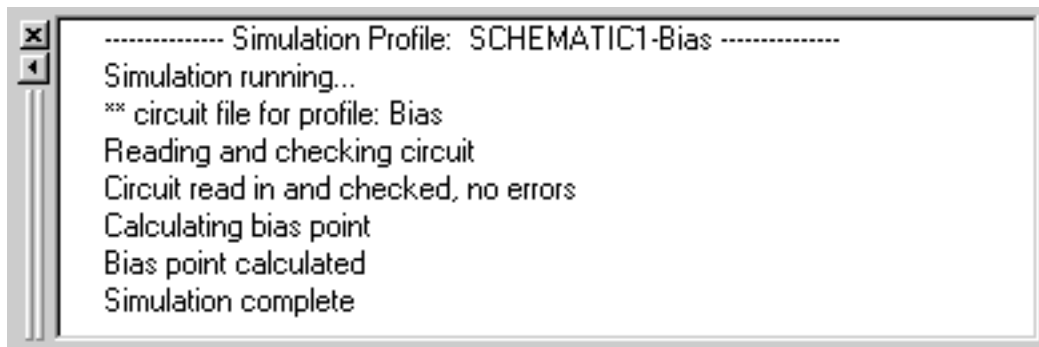 --------------- Simulation Profile:  SCHEMATIC1-Bias ---------------
Simulation running...
** circuit file for profile: Bias
Reading and checking circuit
Circuit read in and checked, no errors
Calculating bias point
Bias point calculated
Simulation complete